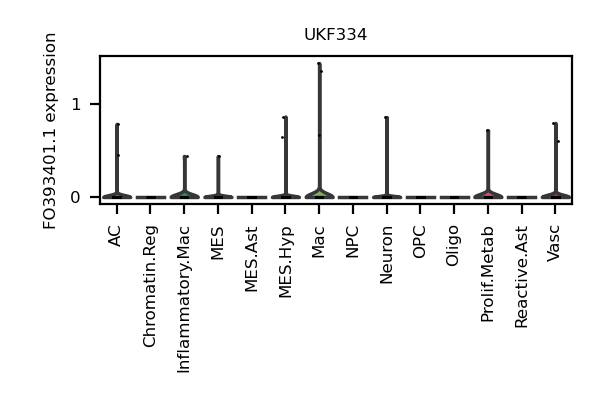 UKF334
FO393401.1 expression
1
0
AC
Chromatin.Reg
Inflammatory.Mac
MES
MES.Ast
MES.Hyp
Mac
NPC
Neuron
OPC
Oligo
Prolif.Metab
Reactive.Ast
Vasc